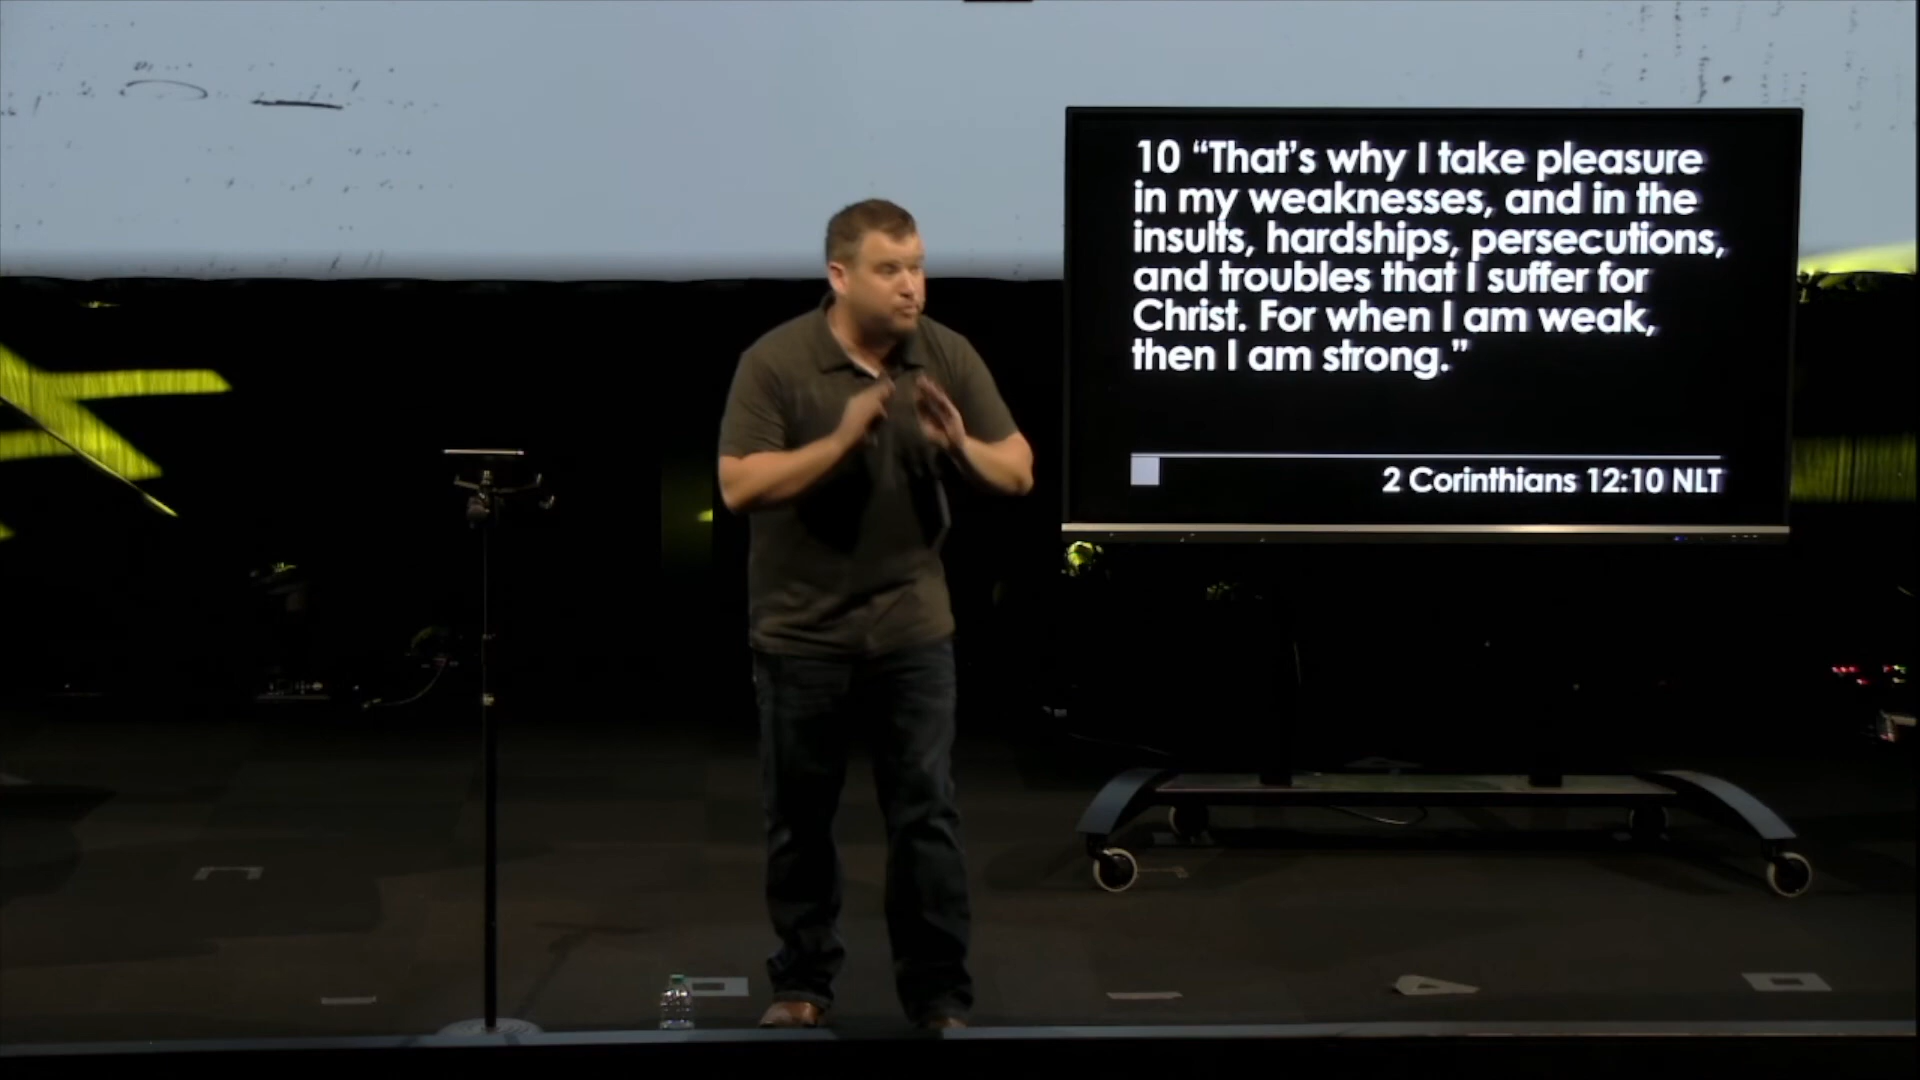 10 “That’s why I take pleasure
in my weaknesses, and in the
insults, hardships, persecutions,
and troubles that I suffer for
Christ. For when I am weak,
then I am strong.”
2 Corinthians 12:10 NLT